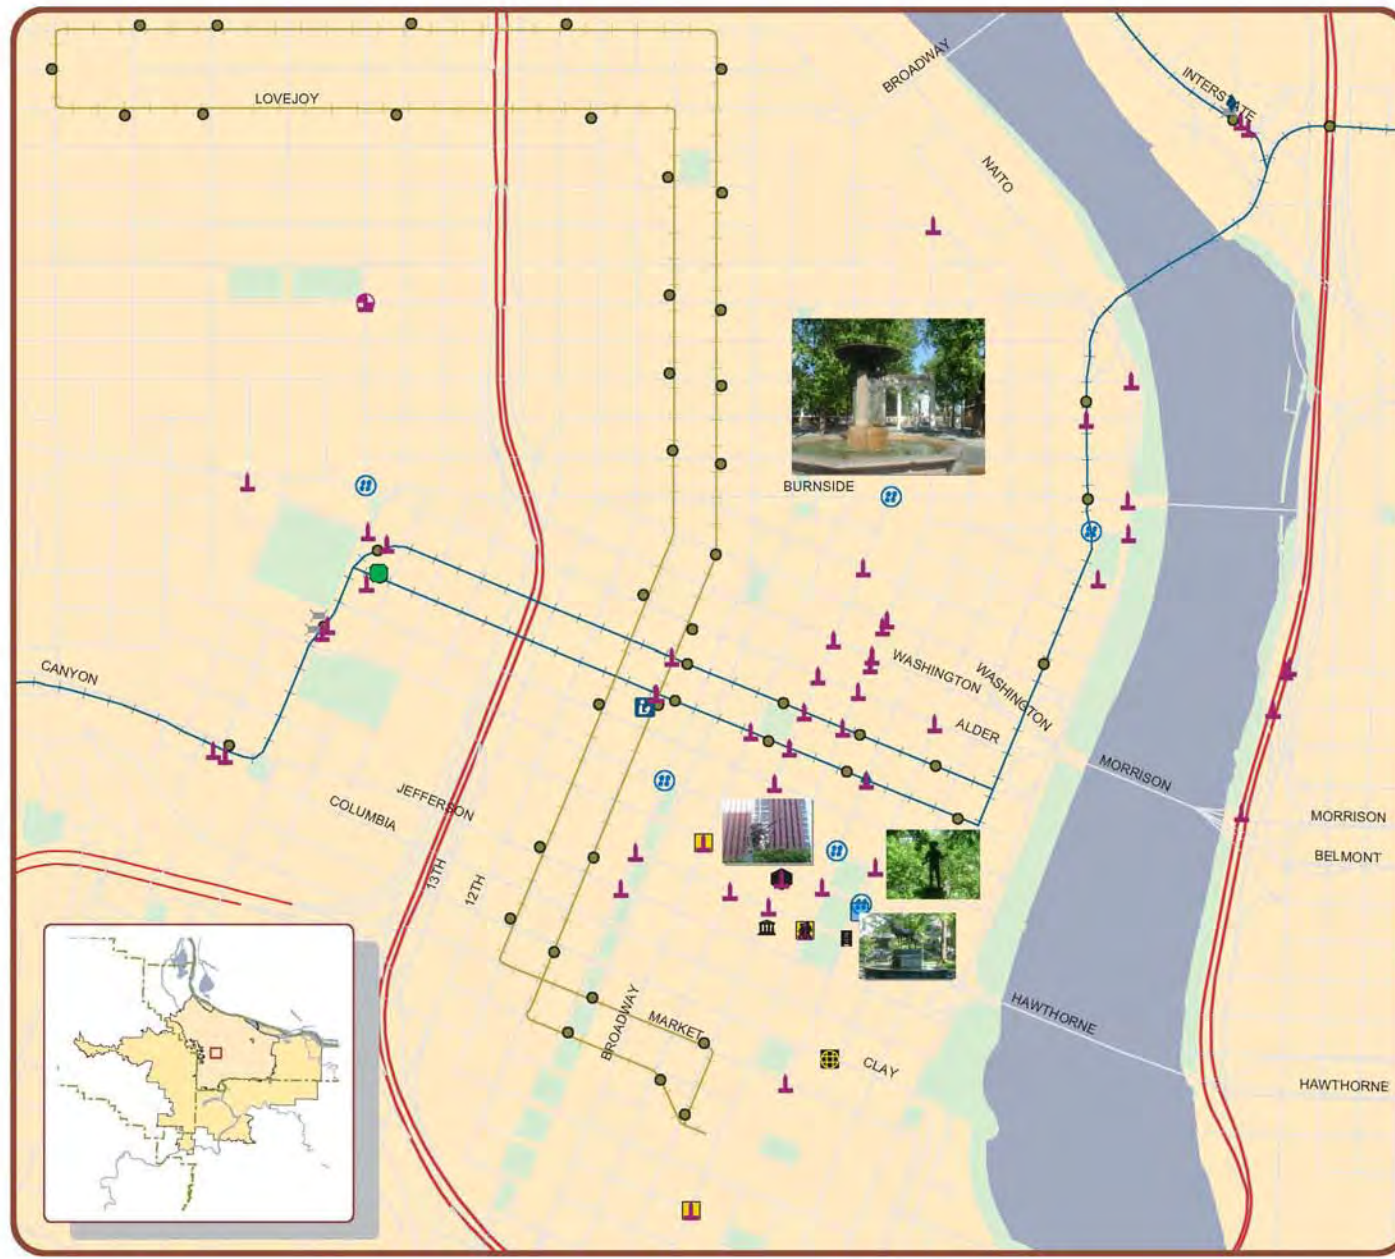 BROADWAY
INTERSTATE
LOVEJOY
NAITO
BURNSIDE
WASHINGTON
WASHINGTON
CANYON
ALDER
MORRISON
JEFFERSON
COLUMBIA
MORRISON
BELMONT
13TH
12TH
BROADWAY
MARKET
HAWTHORNE
CLAY
HAWTHORNE